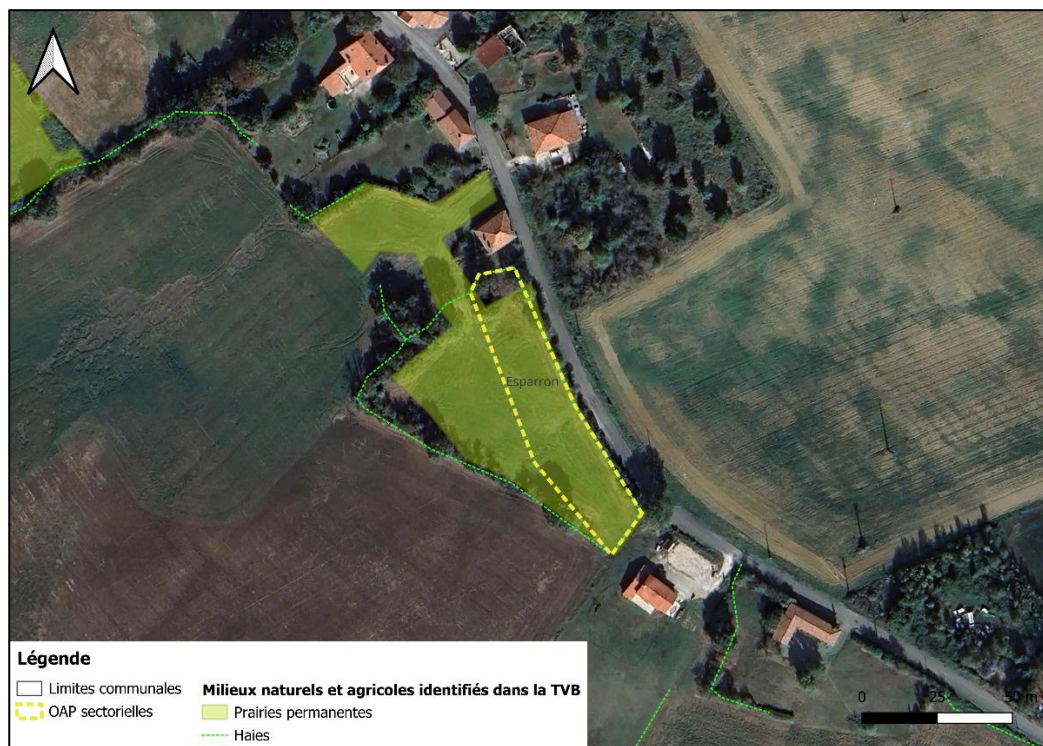 Esparron
Légende
Limites communales
OAP sectorielles
Milieux naturels et agricoles identifiés dans la TVB
Prairies permanentes
Haies
0 25 50 m